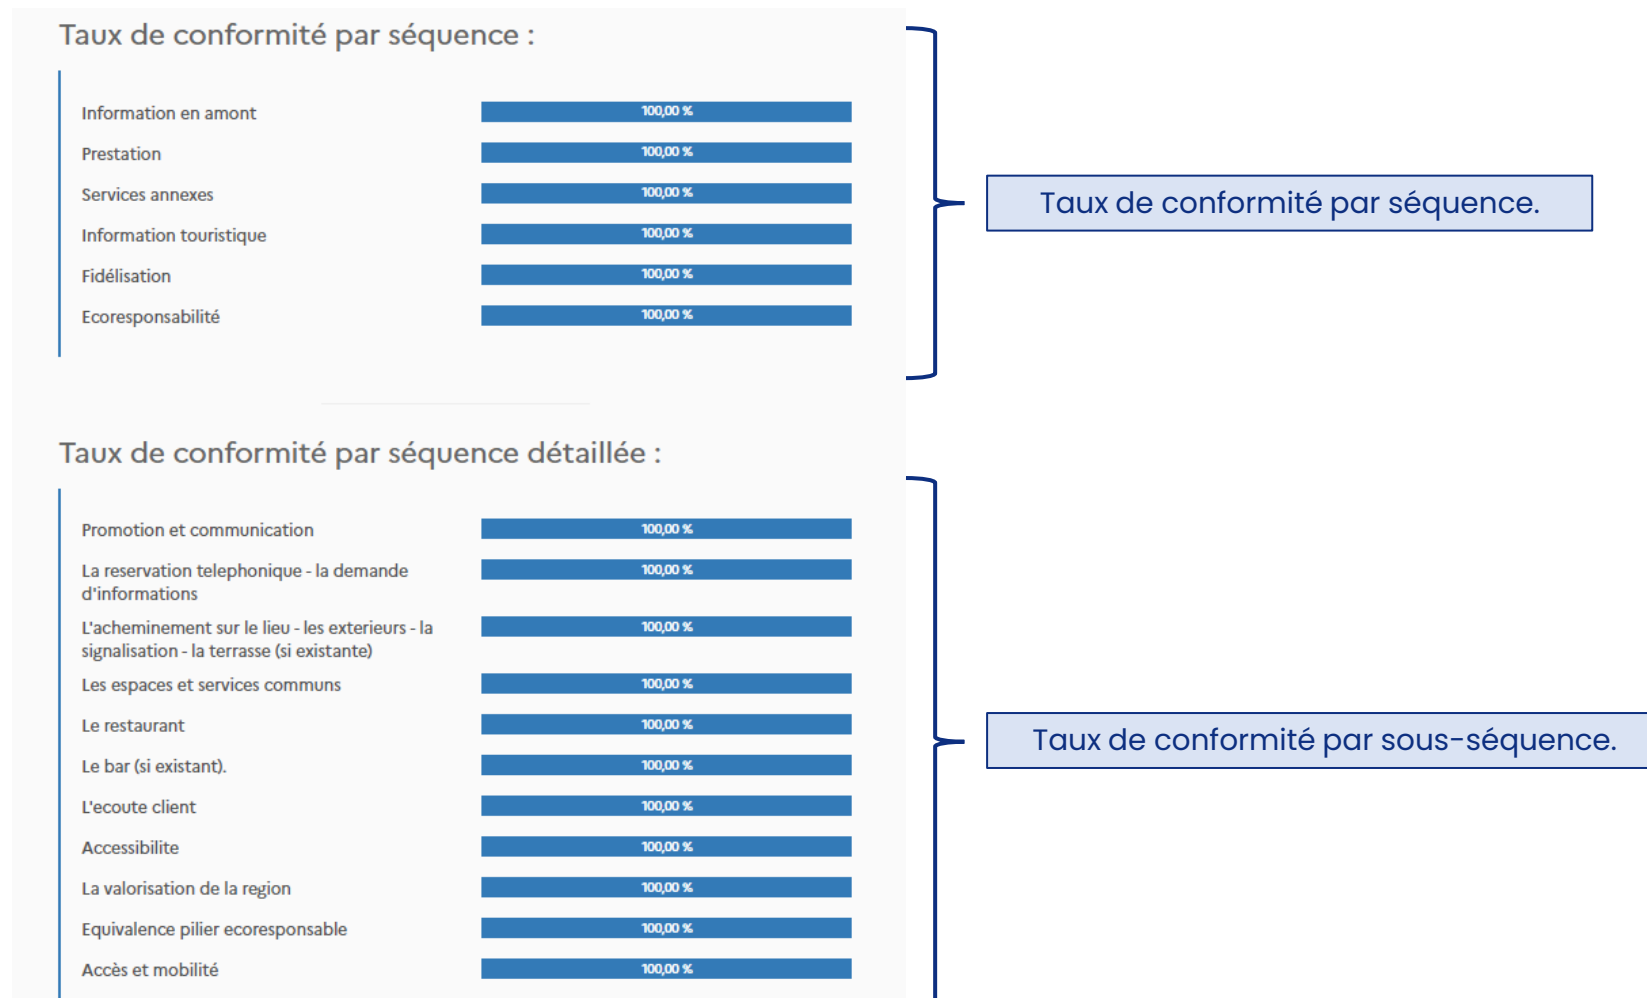 Taux de conformité par séquence :
Information en amont 100,00 %
Prestation 100,00 %
Services annexes 100,00 %
Information touristique 100,00 %
Fidélisation 100,00 %
Ecoresponsabilité 100,00 %
Taux de conformité par séquence.
Taux de conformité par séquence détaillée :
Promotion et communication 100,00 %
La reservation telephonique - la demande 100,00 %
d'informations
L'acheminement sur le lieu - les exterieurs - la 100,00 %
signalisation - la terrasse (si existante)
Les espaces et services communs 100,00 %
Le restaurant 100,00 %
Le bar (si existant). 100,00 %
L'ecoute client 100,00 %
Accessibilite 100,00 %
La valorisation de la region 100,00 %
Equivalence pilier ecoresponsable 100,00 %
Accès et mobilité 100,00 %
Taux de conformité par sous-séquence.